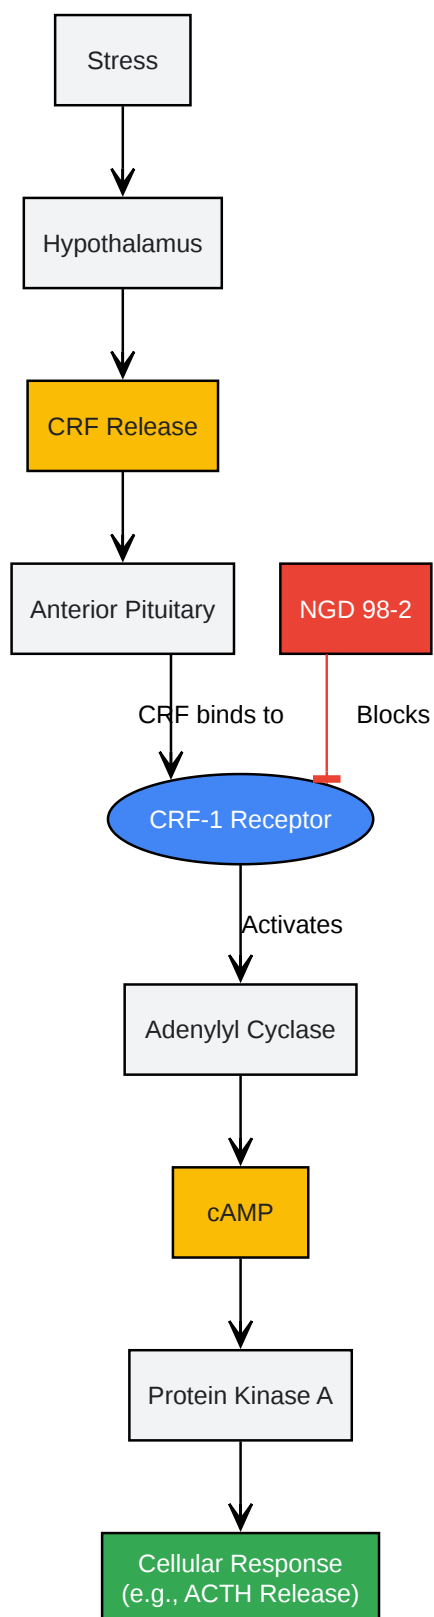 Stress
Hypothalamus
CRF Release
Anterior Pituitary
NGD 98-2
CRF binds to
Blocks
CRF-1 Receptor
Activates
Adenylyl Cyclase
cAMP
Protein Kinase A
Cellular Response
(e.g., ACTH Release)